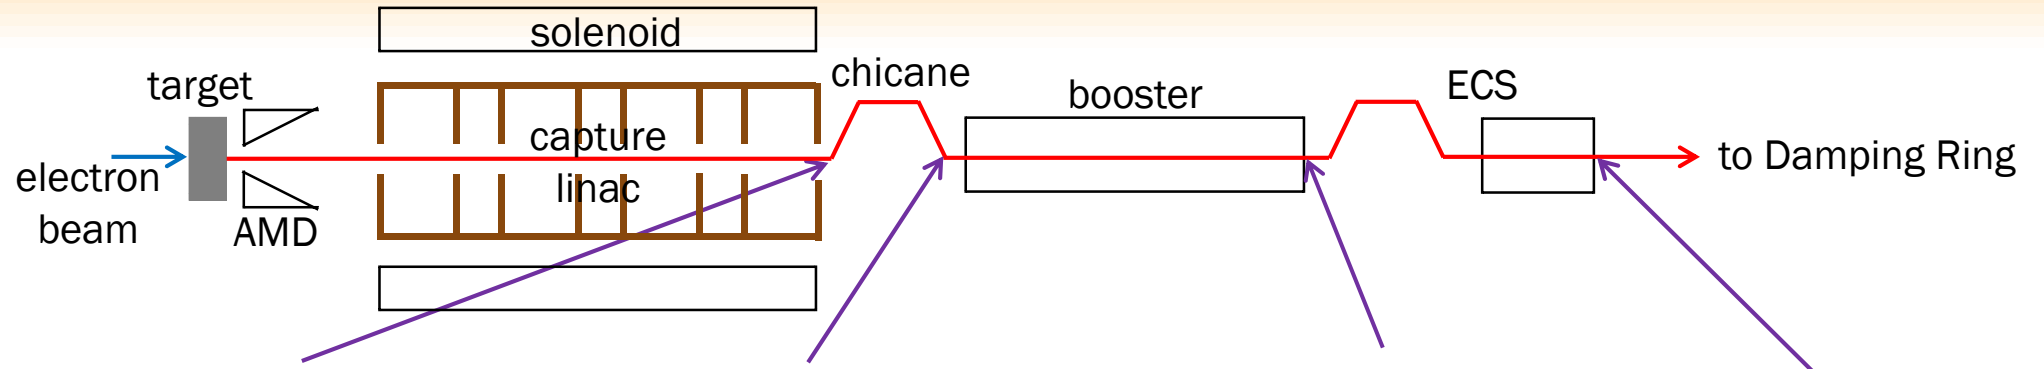 solenoid
target
chicane
booster
ECS
capture
linac
electron
beam
AMD
to Damping Ring